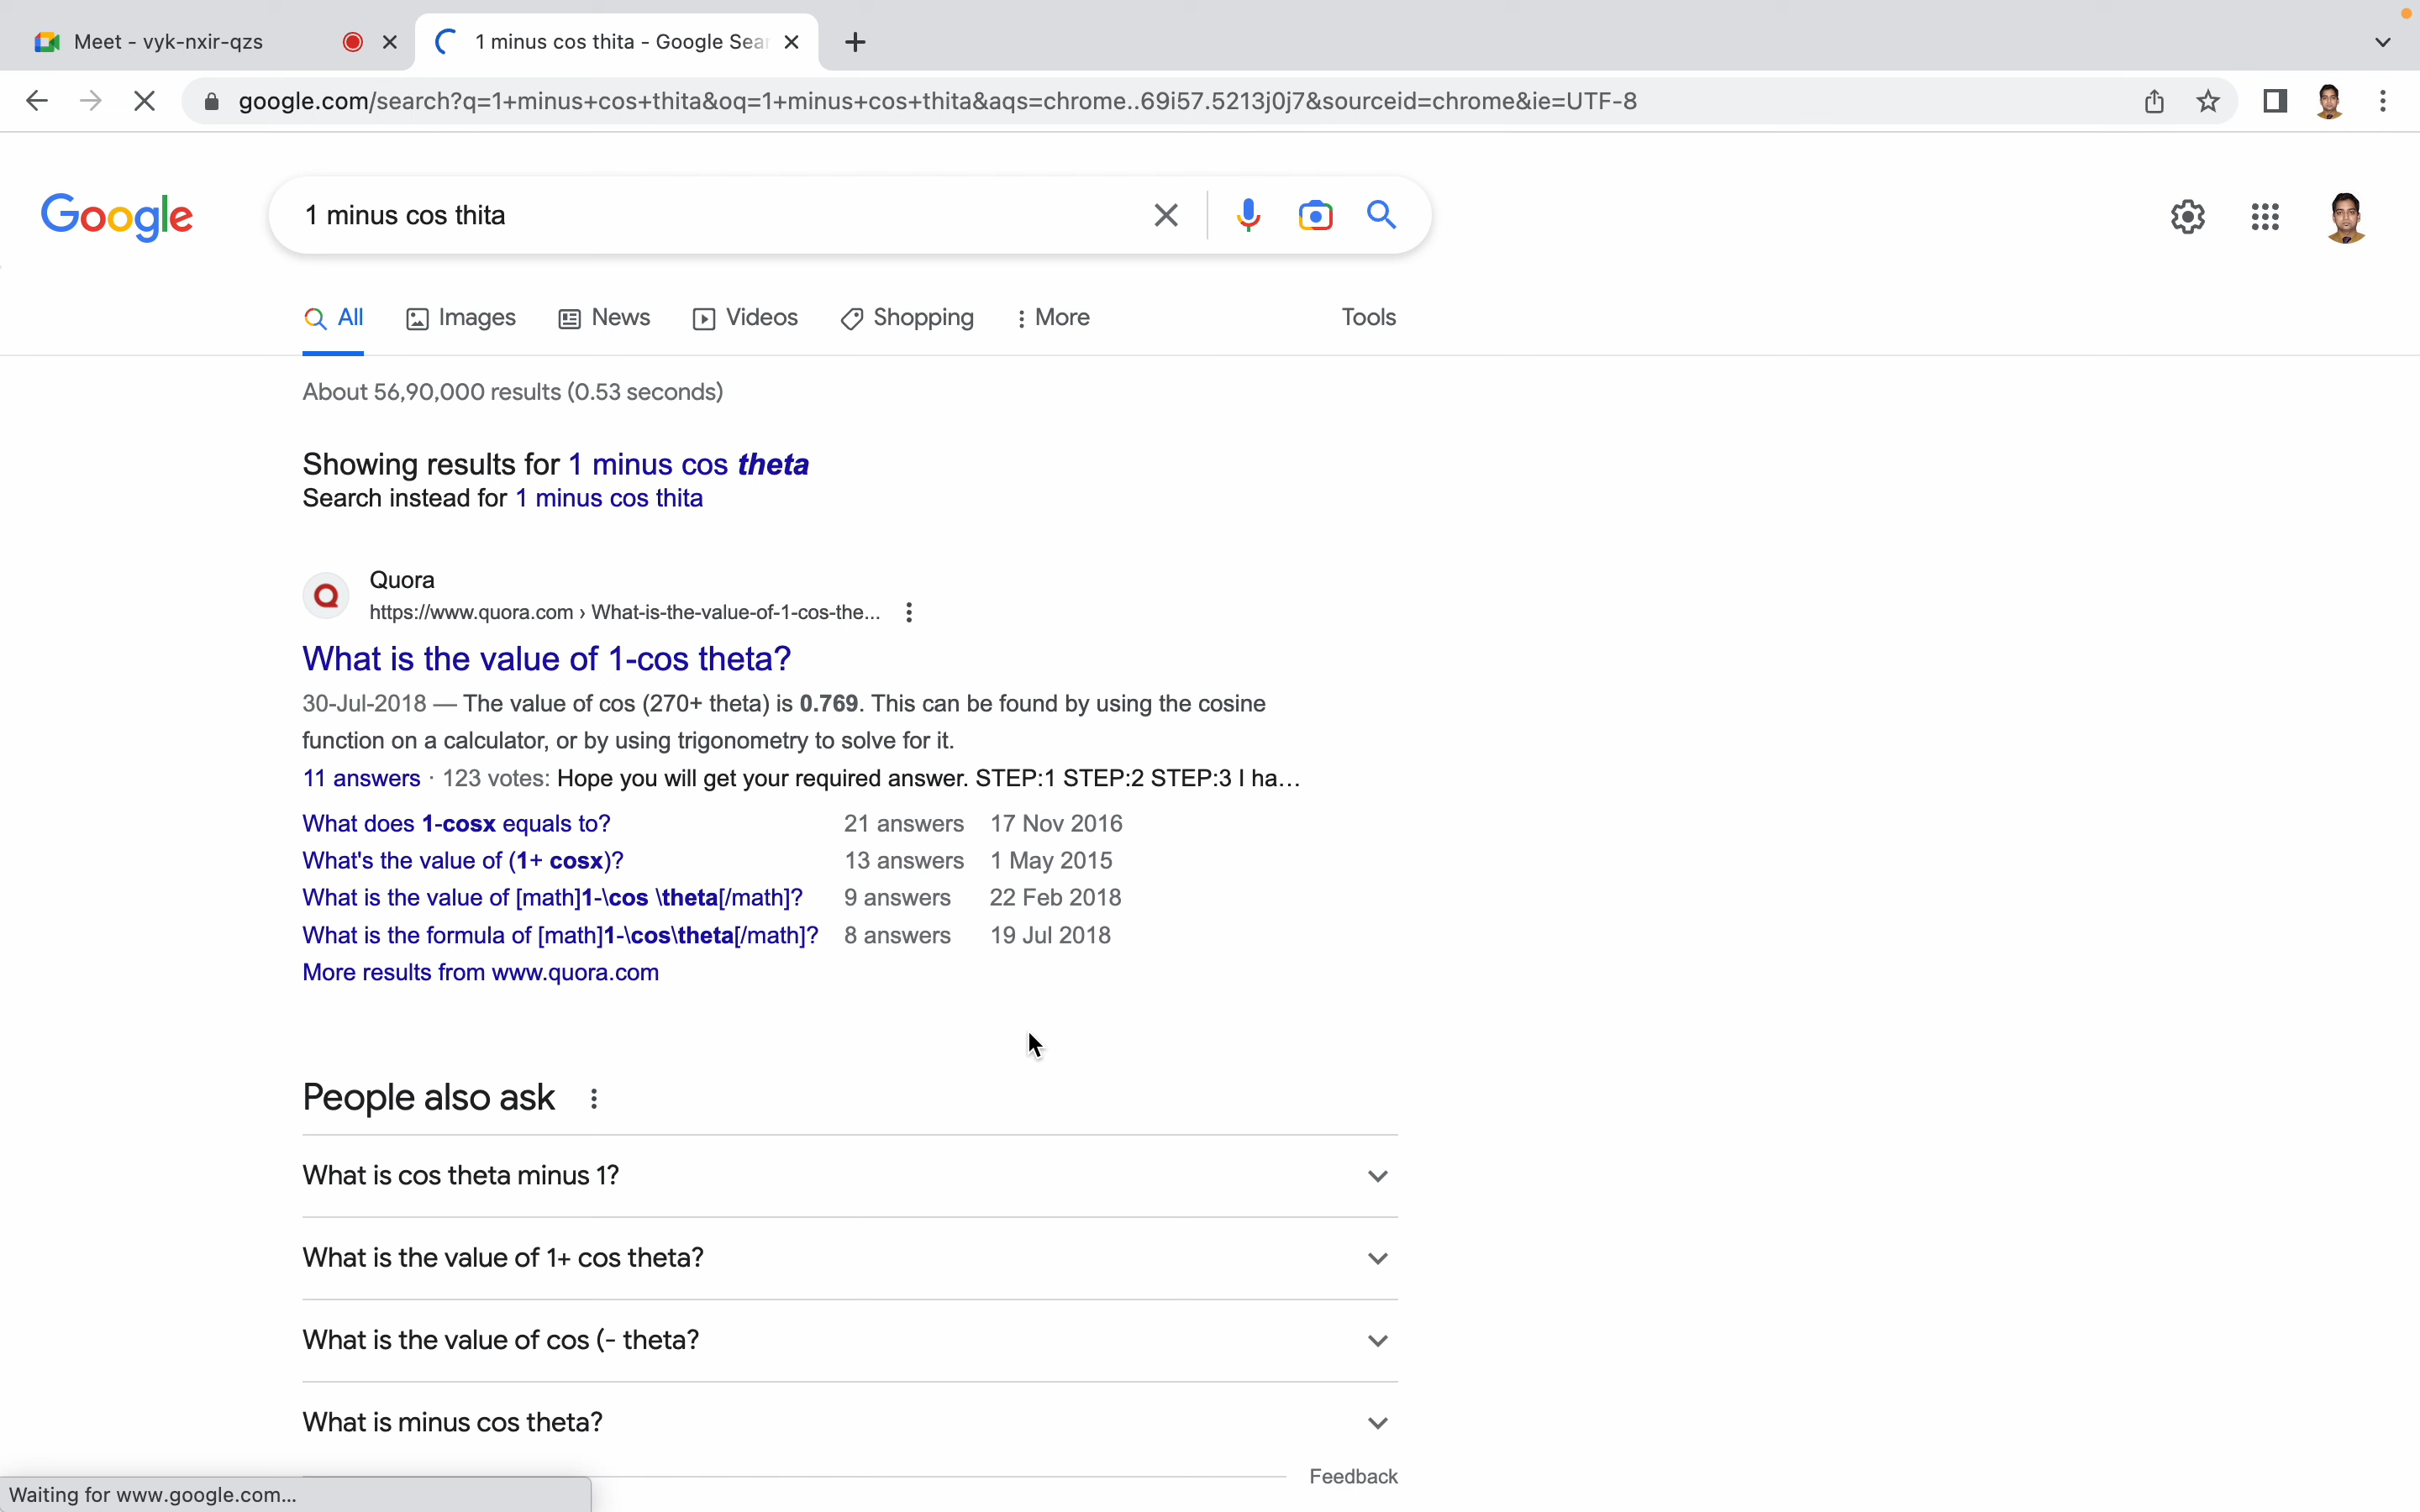 Meet - vyk-nxir-qzs
1 minus cos thita - Google Sear
google.com/search?q=1+minus+cos+thita&oq=1+minus+cos+thita&aqs=chrome..69i57.5213j0j7&sourceid=chrome&ie=UTF-8
Google
1 minus cos thita
All Images News Videos Shopping More Tools
About 56,90,000 results (0.53 seconds)
Showing results for 1 minus cos theta
Search instead for 1 minus cos thita
Quora
https://www.quora.com › What-is-the-value-of-1-cos-the...
What is the value of 1-cos theta?
30-Jul-2018 — The value of cos (270+ theta) is 0.769. This can be found by using the cosine
function on a calculator, or by using trigonometry to solve for it.
11 answers · 123 votes: Hope you will get your required answer. STEP:1 STEP:2 STEP:3 I ha...
What does 1-cosx equals to? 21 answers 17 Nov 2016
What's the value of (1+ cosx)? 13 answers 1 May 2015
What is the value of [math]1-\cos \theta[/math]? 9 answers 22 Feb 2018
What is the formula of [math]1-\cos\theta[/math]? 8 answers 19 Jul 2018
More results from www.quora.com
People also ask
What is cos theta minus 1?
What is the value of 1+ cos theta?
What is the value of cos (- theta?
What is minus cos theta?
Feedback
Waiting for www.google.com...